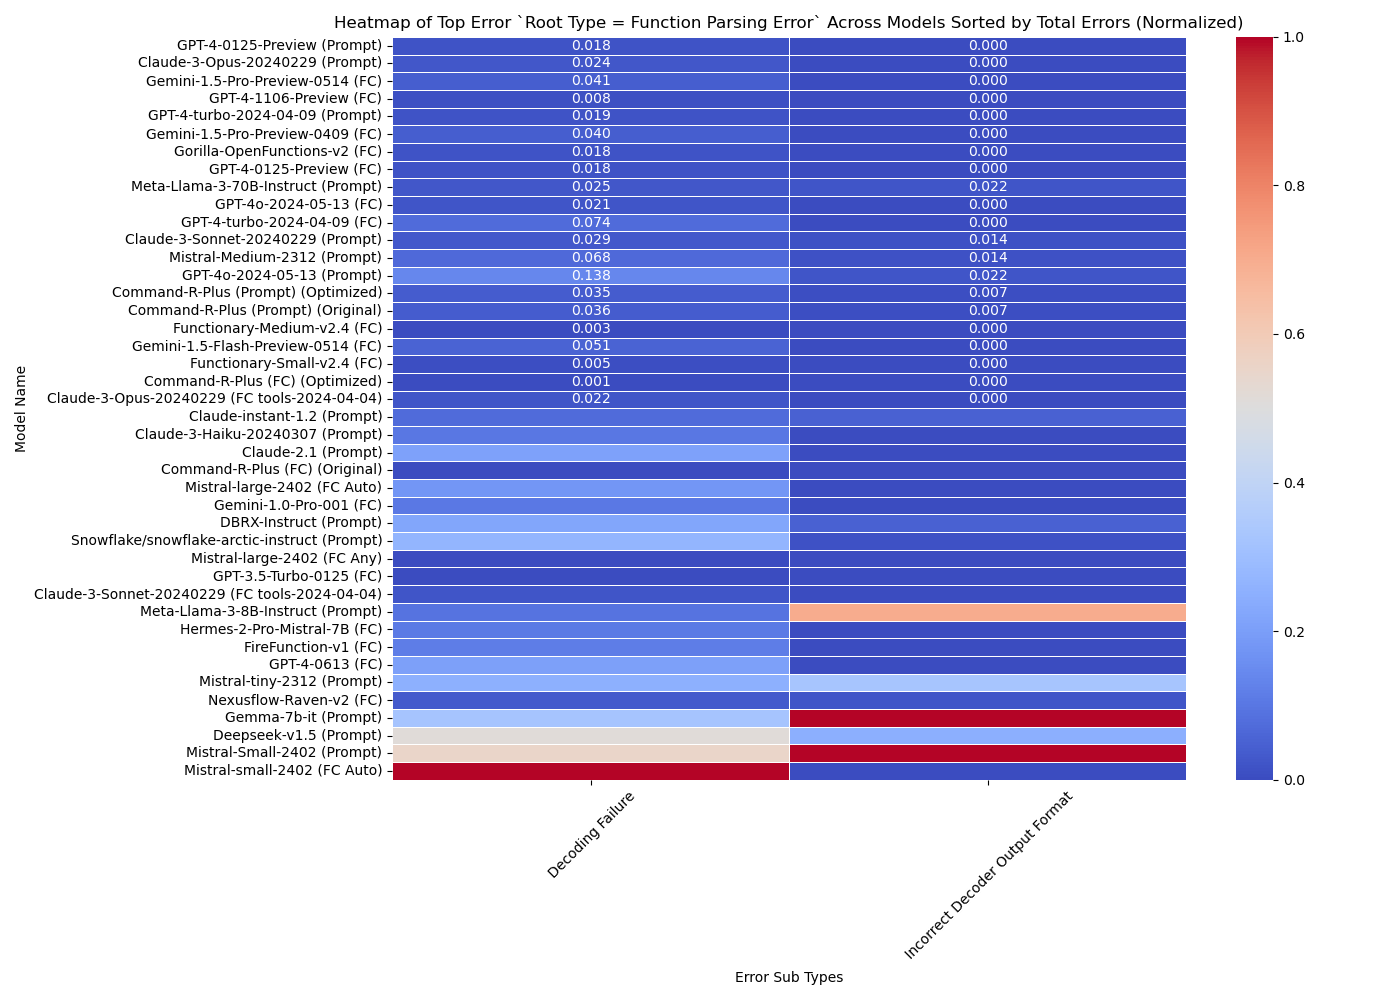 Heatmap of Top Error `Root Type = Function Parsing Error` Across Models Sorted by Total Errors (Normalized)
GPT-4-0125-Preview (Prompt) 0.018 0.000
Claude-3-Opus-20240229 (Prompt) 0.024 0.000
Gemini-1.5-Pro-Preview-0514 (FC) 0.041 0.000
GPT-4-1106-Preview (FC) 0.008 0.000
GPT-4-turbo-2024-04-09 (Prompt) 0.019 0.000
Gemini-1.5-Pro-Preview-0409 (FC) 0.040 0.000
Gorilla-OpenFunctions-v2 (FC) 0.018 0.000
GPT-4-0125-Preview (FC) 0.018 0.000
Meta-Llama-3-70B-Instruct (Prompt) 0.025 0.022
GPT-4o-2024-05-13 (FC) 0.021 0.000
GPT-4-turbo-2024-04-09 (FC) 0.074 0.000
Claude-3-Sonnet-20240229 (Prompt) 0.029 0.014
Mistral-Medium-2312 (Prompt) 0.068 0.014
GPT-4o-2024-05-13 (Prompt) 0.138 0.022
Command-R-Plus (Prompt) (Optimized) 0.035 0.007
Command-R-Plus (Prompt) (Original) 0.036 0.007
Functionary-Medium-v2.4 (FC) 0.003 0.000
Gemini-1.5-Flash-Preview-0514 (FC) 0.051 0.000
Functionary-Small-v2.4 (FC) 0.005 0.000
Command-R-Plus (FC) (Optimized) 0.001 0.000
Claude-3-Opus-20240229 (FC tools-2024-04-04) 0.022 0.000
Claude-instant-1.2 (Prompt)
Claude-3-Haiku-20240307 (Prompt)
Claude-2.1 (Prompt)
Command-R-Plus (FC) (Original)
Mistral-large-2402 (FC Auto)
Gemini-1.0-Pro-001 (FC)
DBRX-Instruct (Prompt)
Snowflake/snowflake-arctic-instruct (Prompt)
Mistral-large-2402 (FC Any)
GPT-3.5-Turbo-0125 (FC)
Claude-3-Sonnet-20240229 (FC tools-2024-04-04)
Meta-Llama-3-8B-Instruct (Prompt)
Hermes-2-Pro-Mistral-7B (FC)
FireFunction-v1 (FC)
GPT-4-0613 (FC)
Mistral-tiny-2312 (Prompt)
Nexusflow-Raven-v2 (FC)
Gemma-7b-it (Prompt)
Deepseek-v1.5 (Prompt)
Mistral-Small-2402 (Prompt)
Mistral-small-2402 (FC Auto)
Model Name
Decoding Failure
Incorrect Decoder Output Format
Error Sub Types
1.0
0.8
0.6
0.4
0.2
0.0